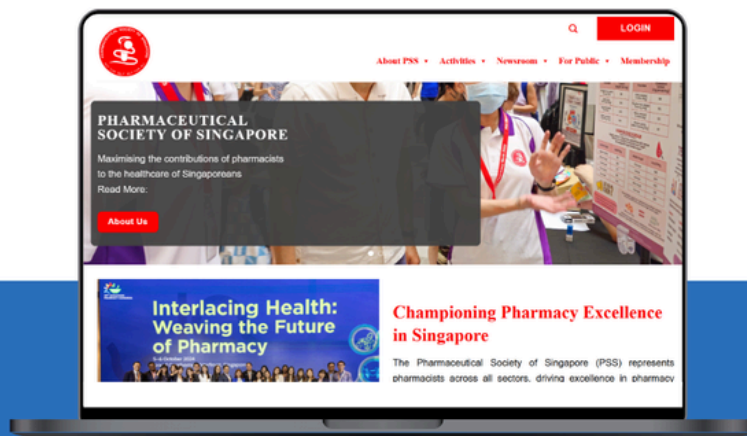 LOGIN
About PSS
Activities
Newsroom
For Public
Membership
PHARMACEUTICAL
SOCIETY OF SINGAPORE
Maximising the contributions of pharmacists
to the healthcare of Singaporeans
Read More:
About Us
Interlacing Health:
Weaving the Future
of Pharmacy
Championing Pharmacy Excellence
in Singapore
The Pharmaceutical Society of Singapore (PSS) represents
pharmacists across all sectors, driving excellence in pharmacy